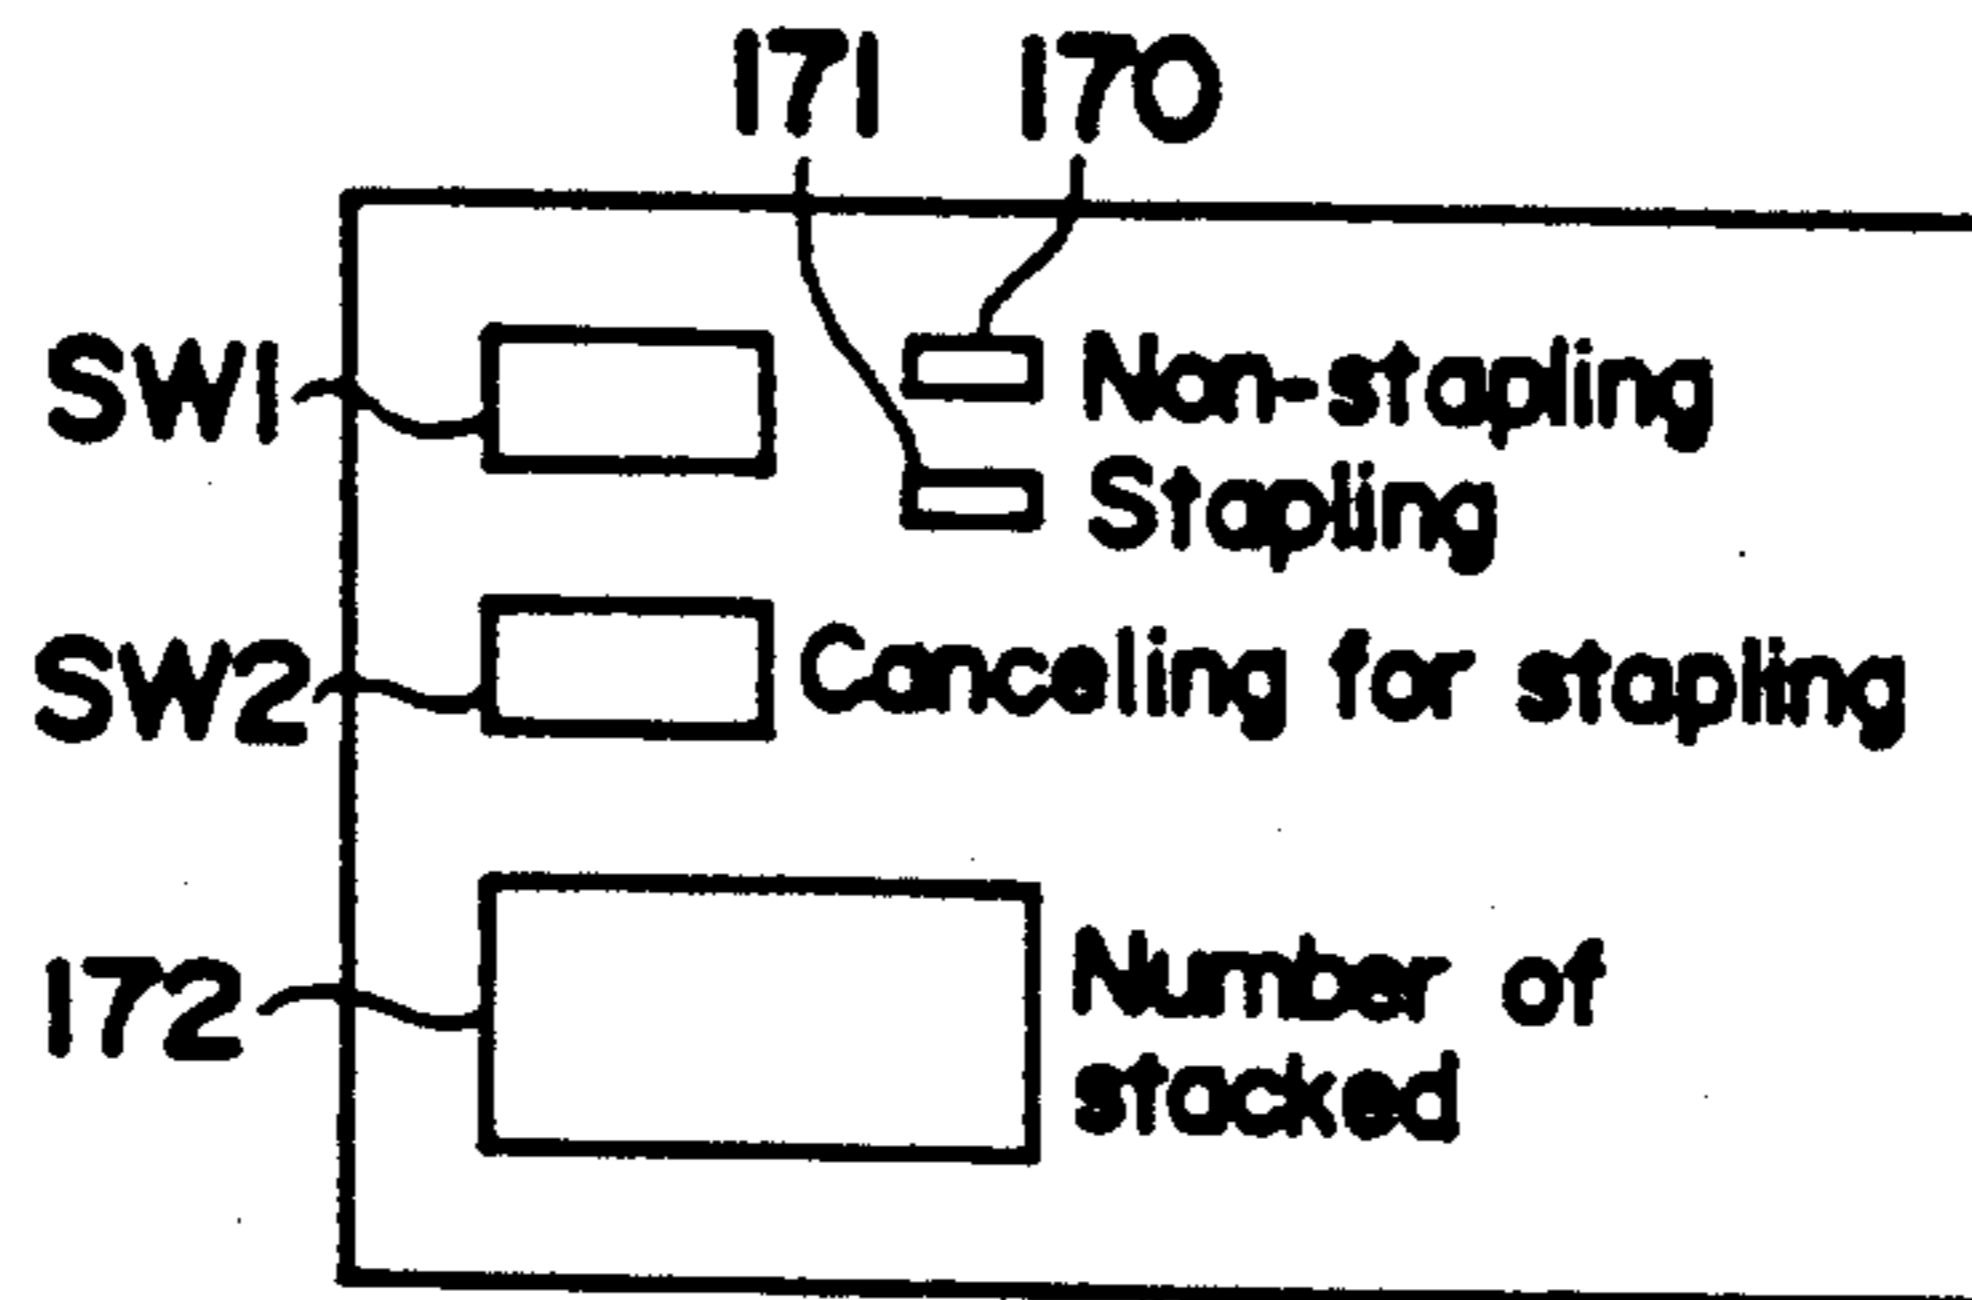 171 170
SW1
Non-stapling
Stapling
SW2
Canceling for stapling
172
Number of
stacked